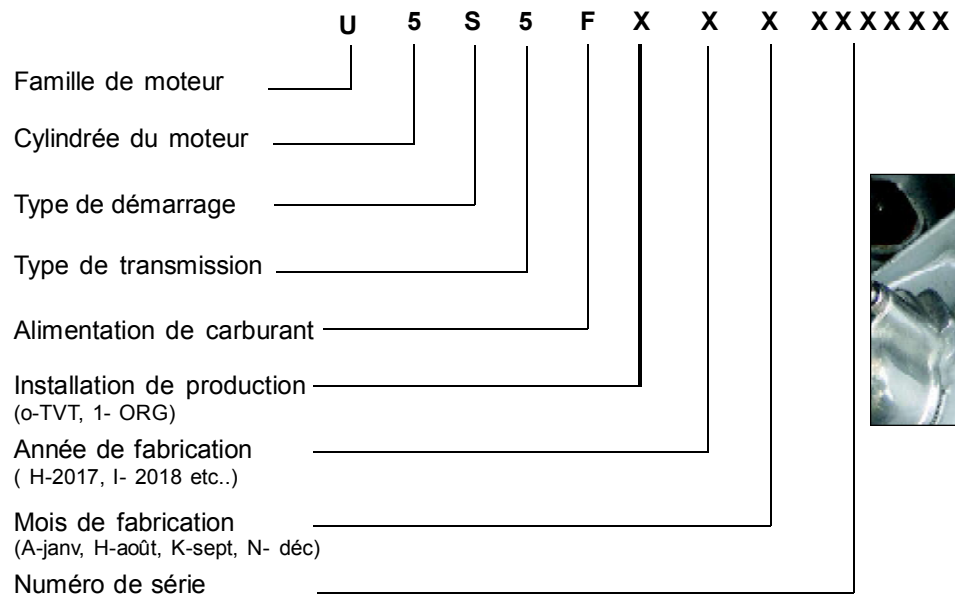 U 5 S 5 F X X X XXXXXX
Famille de moteur
Cylindrée du moteur
Type de démarrage
Type de transmission
Alimentation de carburant
Installation de production
(o-TVT, 1- ORG)
Année de fabrication
( H-2017, I- 2018 etc..)
Mois de fabrication
(A-janv, H-août, K-sept, N- déc)
Numéro de série